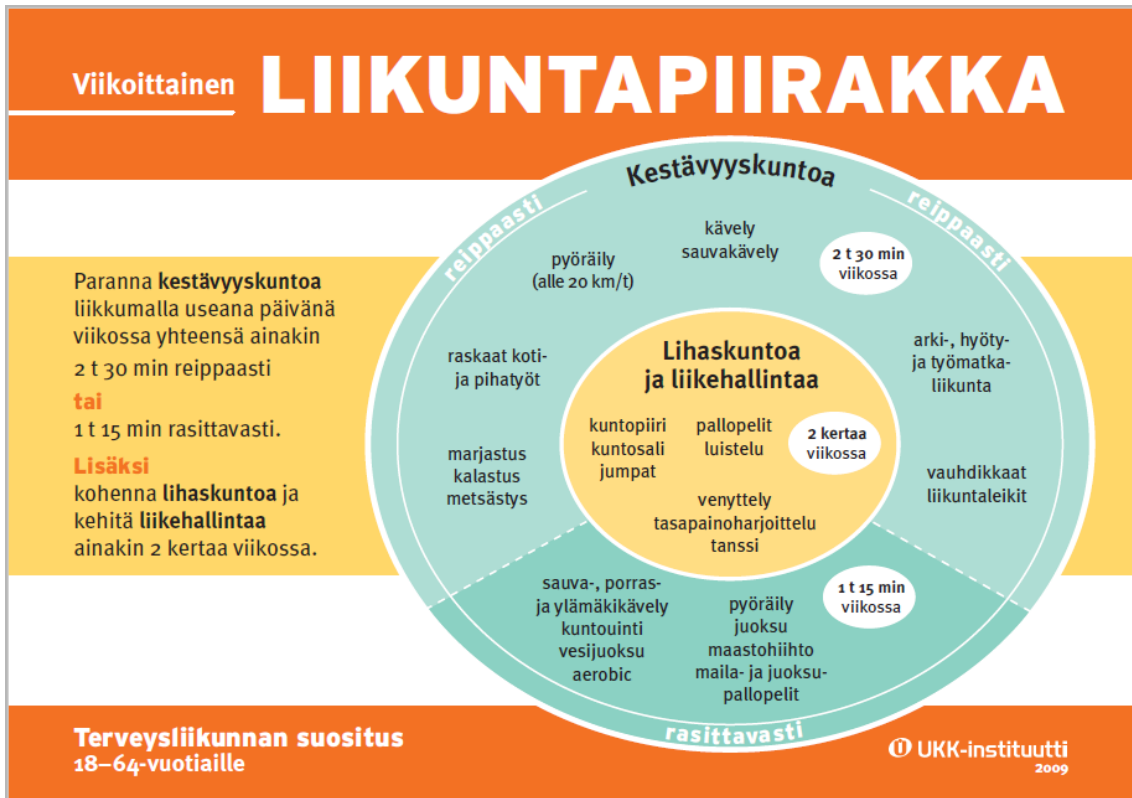 Viikoittainen LIIKUNTAPIIRAKKA
Paranna kestävyyskuntoa
liikkumalla useana päivänä
viikossa yhteensä ainakin
2 t 30 min reippaasti
tai
1 t 15 min rasittavasti.
Lisäksi
kohenna lihaskuntoa ja
kehitä liikehallintaa
ainakin 2 kertaa viikossa.
Kestävyyskuntoa
reippaasti
reippaasti
kävely
sauvakävely
2 t 30 min
viikossa
pyöräily
(alle 20 km/t)
raskaat koti-
ja pihatyöt
marjastus
kalastus
metsästys
arki-, hyöty-
ja työmatka-
liikunta
vauhdikkaat
liikuntaleikit
Lihaskuntoa
ja liikehallintaa
kuntopiiri
kuntosali
jumpat
pallopelit
luistelu
2 kertaa
viikossa
venyttely
tasapainoharjoittelu
tanssi
sauva-, porras-
ja ylämäkikävely
kuntouinti
vesijuoksu
aerobic
pyöräily
juoksu
maastohiihto
maila- ja juoksu-
pallopelit
1 t 15 min
viikossa
rasittavasti
Terveysliikunnan suositus
18–64-vuotiaille
UKK-instituutti
2009